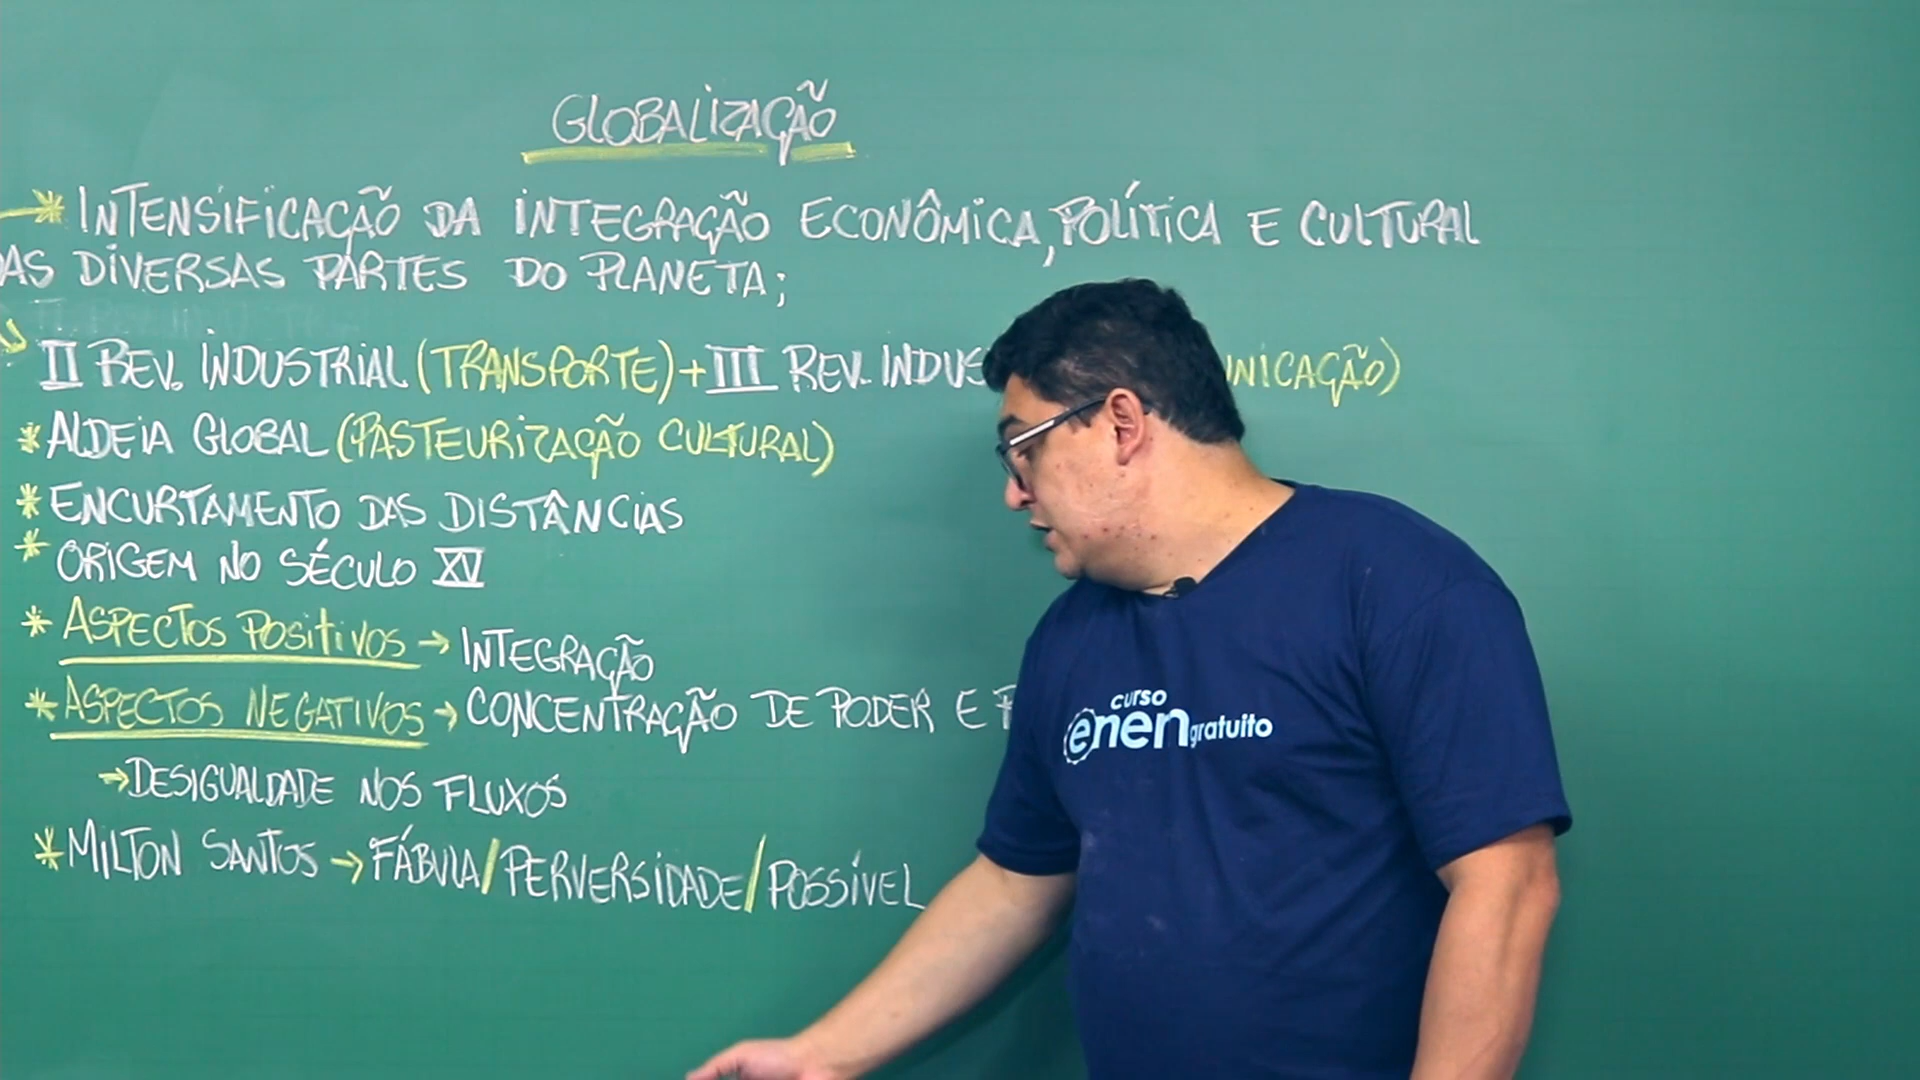 GLOBALIZAÇÃO
* INTENSIFICAÇÃO DA INTEGRAÇÃO ECONÔMICA, POLÍTICA E CULTURAL
DAS DIVERSAS PARTES DO PLANETA;
II REV. INDUSTRIAL (TRANSPORTE) + III REV. INDUS UNICAÇÃO)
* ALDEIA GLOBAL (PASTEURIZAÇÃO CULTURAL)
* ENCURTAMENTO DAS DISTÂNCIAS
* ORIGEM NO SÉCULO XV
* ASPECTOS POSITIVOS → INTEGRAÇÃO
* ASPECTOS NEGATIVOS → CONCENTRAÇÃO DE PODER E
→ DESIGUALDADE NOS FLUXOS
* MILTON SANTOS → FÁBULA/PERVERSIDADE/POSSÍVEL
curso
enem gratuito